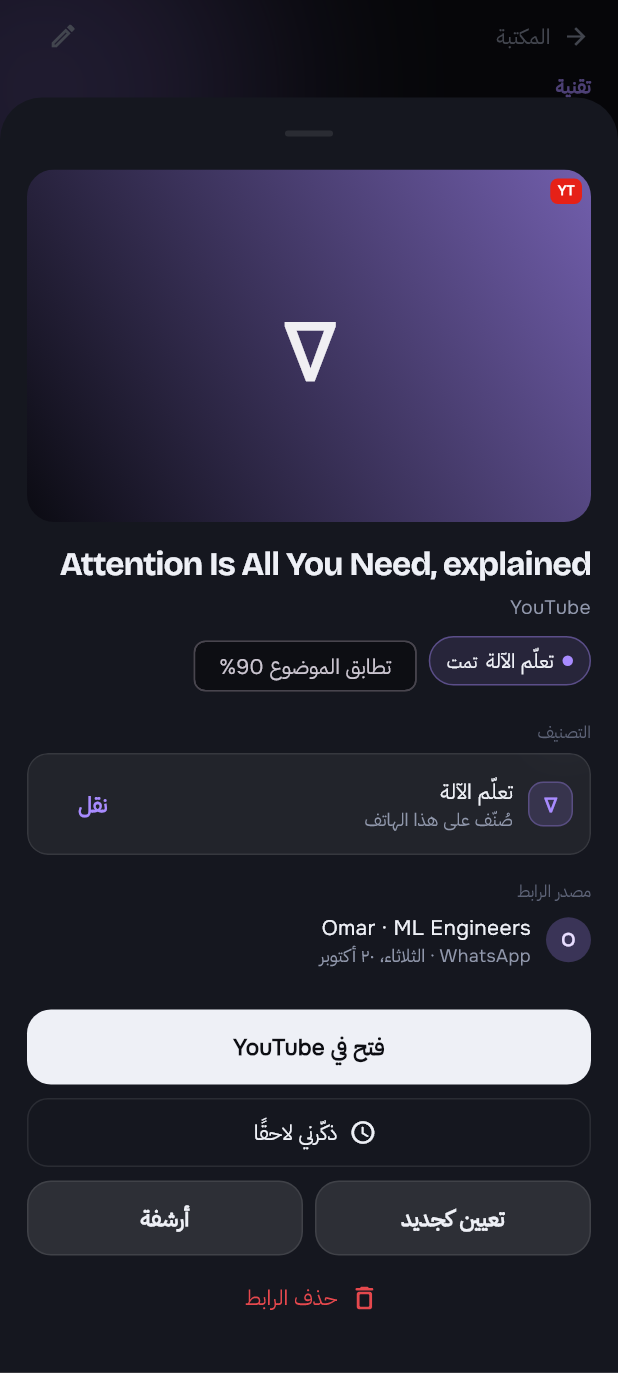 المكتبة
تقنية
YT
∇
Attention Is All You Need, explained
YouTube
تعلّم الآلة تمت
تطابق الموضوع 90%
التصنيف
∇
تعلّم الآلة
صُنّف على هذا الهاتف
نقل
مصدر الرابط
O
Omar · ML Engineers
WhatsApp · الثلاثاء، ٢٠ أكتوبر
فتح في YouTube
ذكّرني لاحقًا
تعيين كجديد
أرشفة
حذف الرابط